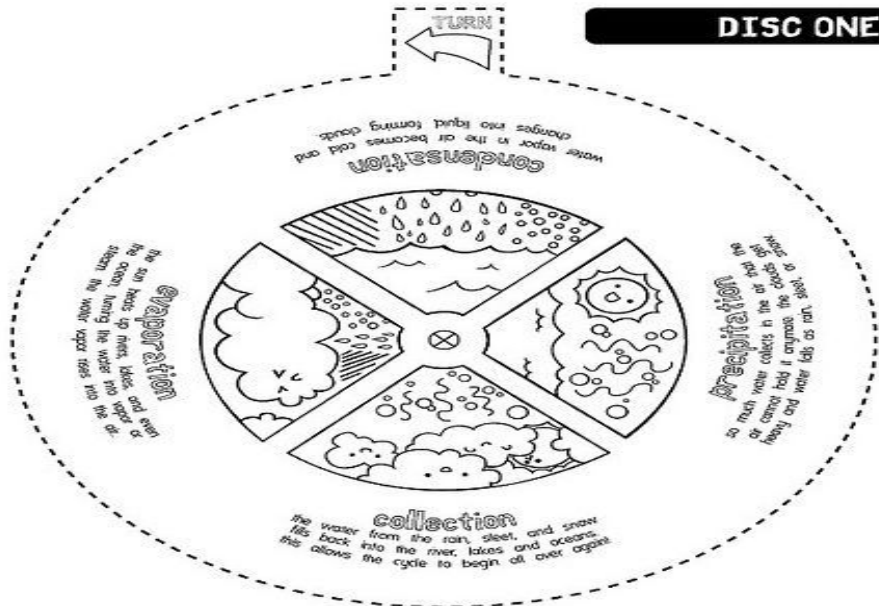 TURN
DISC ONE
condensation
water vapor in the air becomes cold and
changes into liquid, forming clouds.
precipitation
so much water collects in the air that the
air cannot hold it anymore. the clouds get
heavy and water falls as rain, sleet, or snow.
collection
the water from the rain, sleet, and snow
fills back into the river, lakes and oceans.
this allows the cycle to begin all over again!
evaporation
the sun heats up rivers, lakes and even
the ocean, turning the water into vapor or
steam. the water vapor rises into the air.